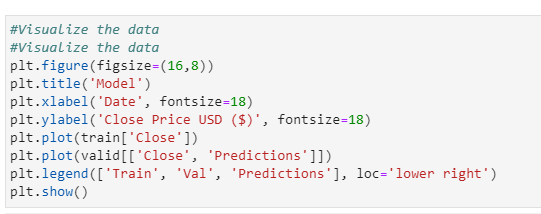 #Visualize the data
#Visualize the data
plt.figure(figsize=(16,8))
plt.title('Model')
plt.xlabel('Date', fontsize=18)
plt.ylabel('Close Price USD ($)', fontsize=18)
plt.plot(train['Close'])
plt.plot(valid[['Close', 'Predictions']])
plt.legend(['Train', 'Val', 'Predictions'], loc='lower right')
plt.show()